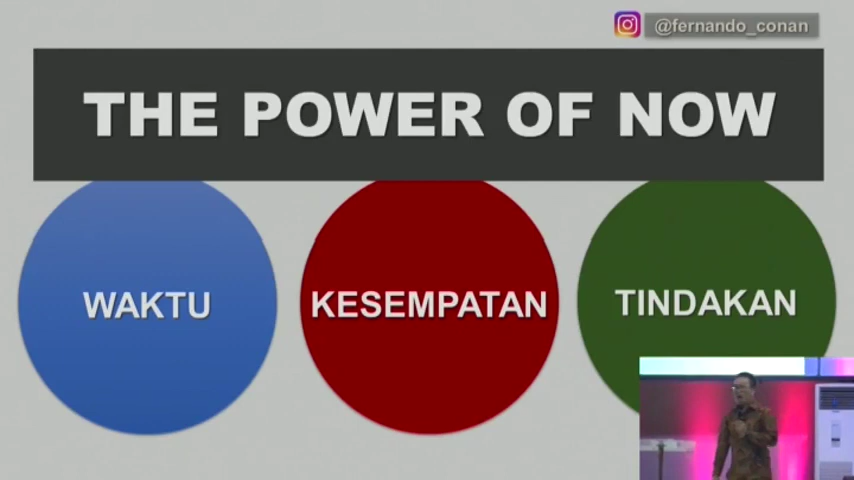 @fernando_conan
THE POWER OF NOW
WAKTU
KESEMPATAN
TINDAKAN